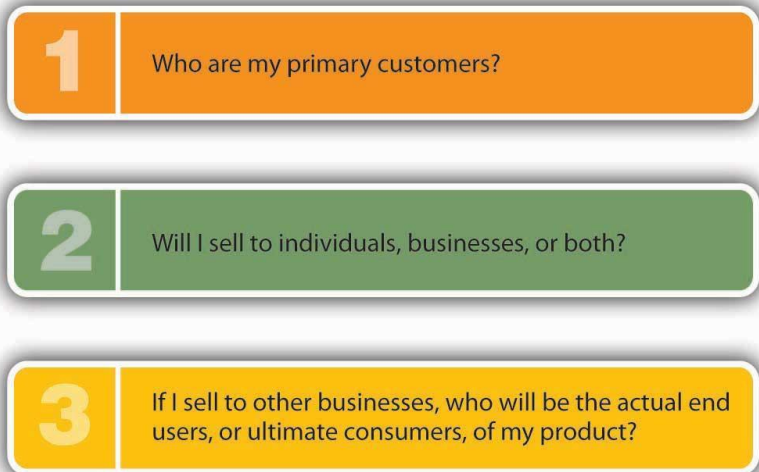 1
Who are my primary customers?
2
Will I sell to individuals, businesses, or both?
3
If I sell to other businesses, who will be the actual end
users, or ultimate consumers, of my product?